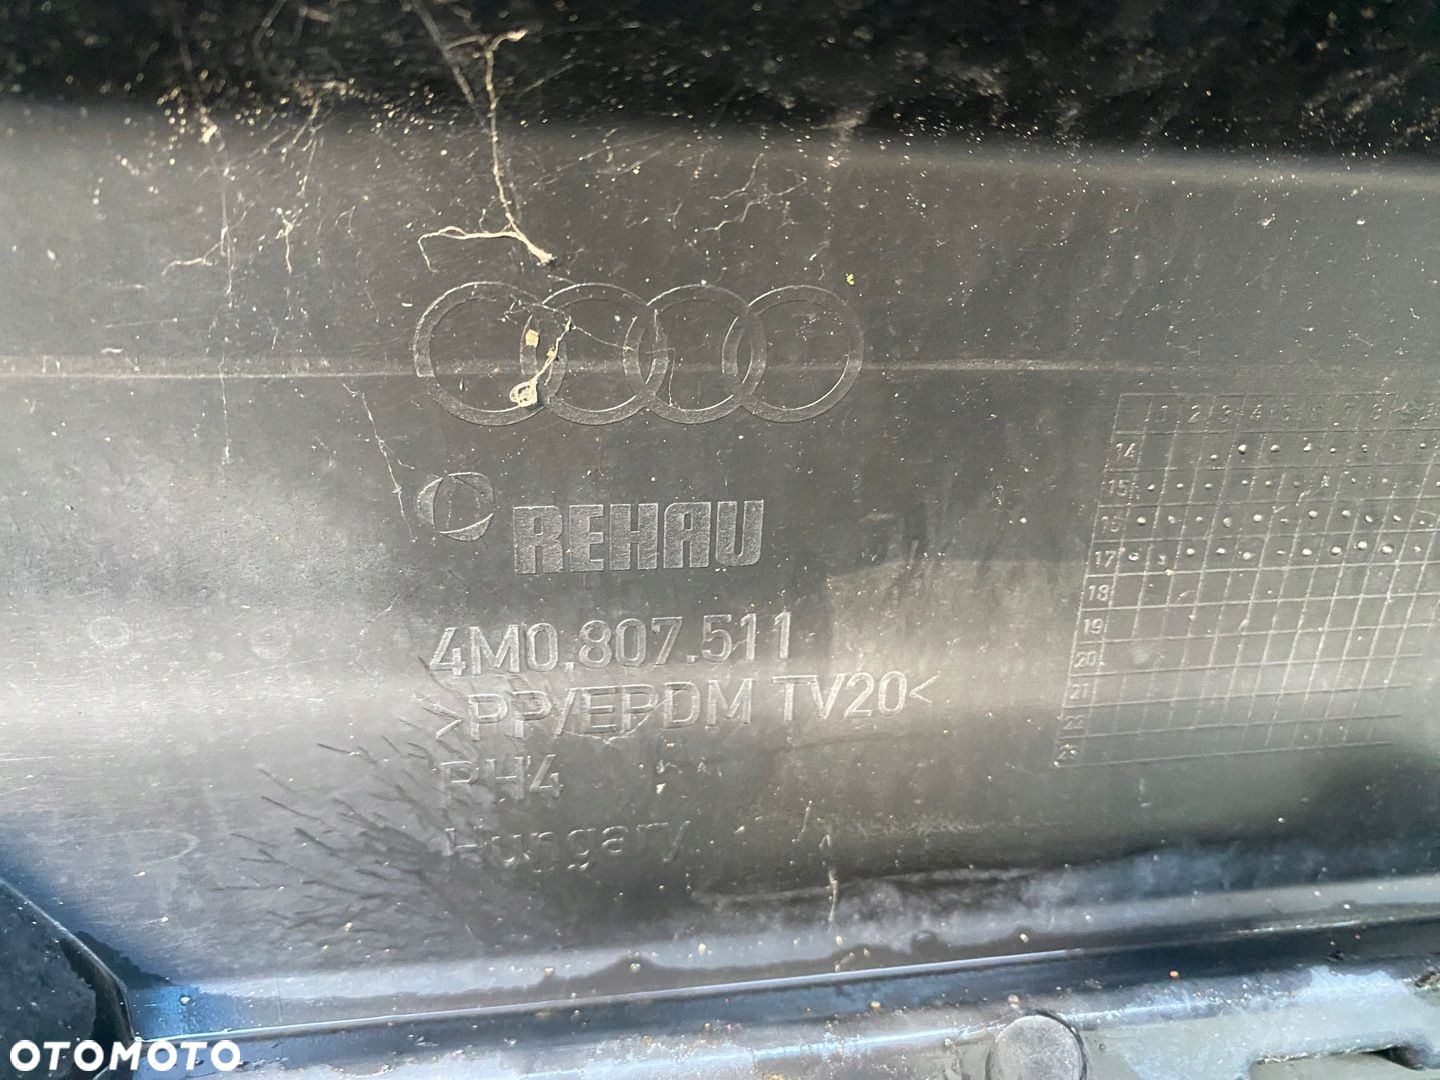 REHAU
4M0.807.511
>PP/EPDM TV20<
RH4
Hungary
1 2 3 4 5 6 7 8
14
15
16
17
18
19
20
21
22
23
OTOMOTO